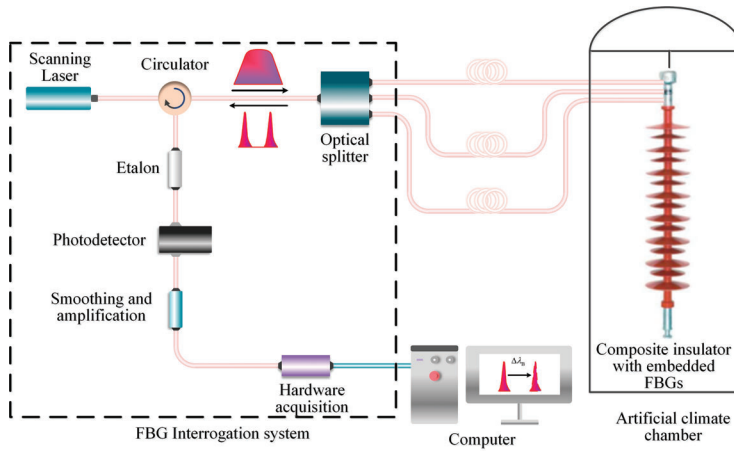 Scanning
Laser
Circulator
Optical
splitter
Etalon
Photodetector
Smoothing and
amplification
Hardware
acquisition
FBG Interrogation system
ΔλB
Computer
Composite insulator
with embedded
FBGs
Artificial climate
chamber